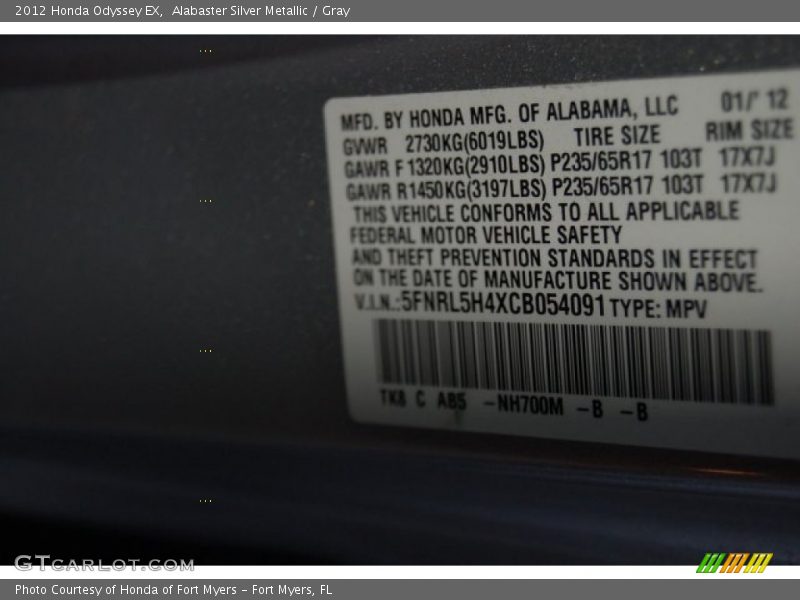 2012 Honda Odyssey EX,  Alabaster Silver Metallic / Gray
MFD. BY HONDA MFG. OF ALABAMA, LLC 01/' 12
GVWR 2730KG(6019LBS) TIRE SIZE RIM SIZE
GAWR F 1320KG(2910LBS) P235/65R17 103T 17X7J
GAWR R1450KG(3197LBS) P235/65R17 103T 17X7J
THIS VEHICLE CONFORMS TO ALL APPLICABLE
FEDERAL MOTOR VEHICLE SAFETY
AND THEFT PREVENTION STANDARDS IN EFFECT
ON THE DATE OF MANUFACTURE SHOWN ABOVE.
V.I.N.:5FNRL5H4XCB054091 TYPE: MPV
TK8 C AB5 -NH700M -B -B
GTCARLOT.COM
Photo Courtesy of Honda of Fort Myers - Fort Myers, FL